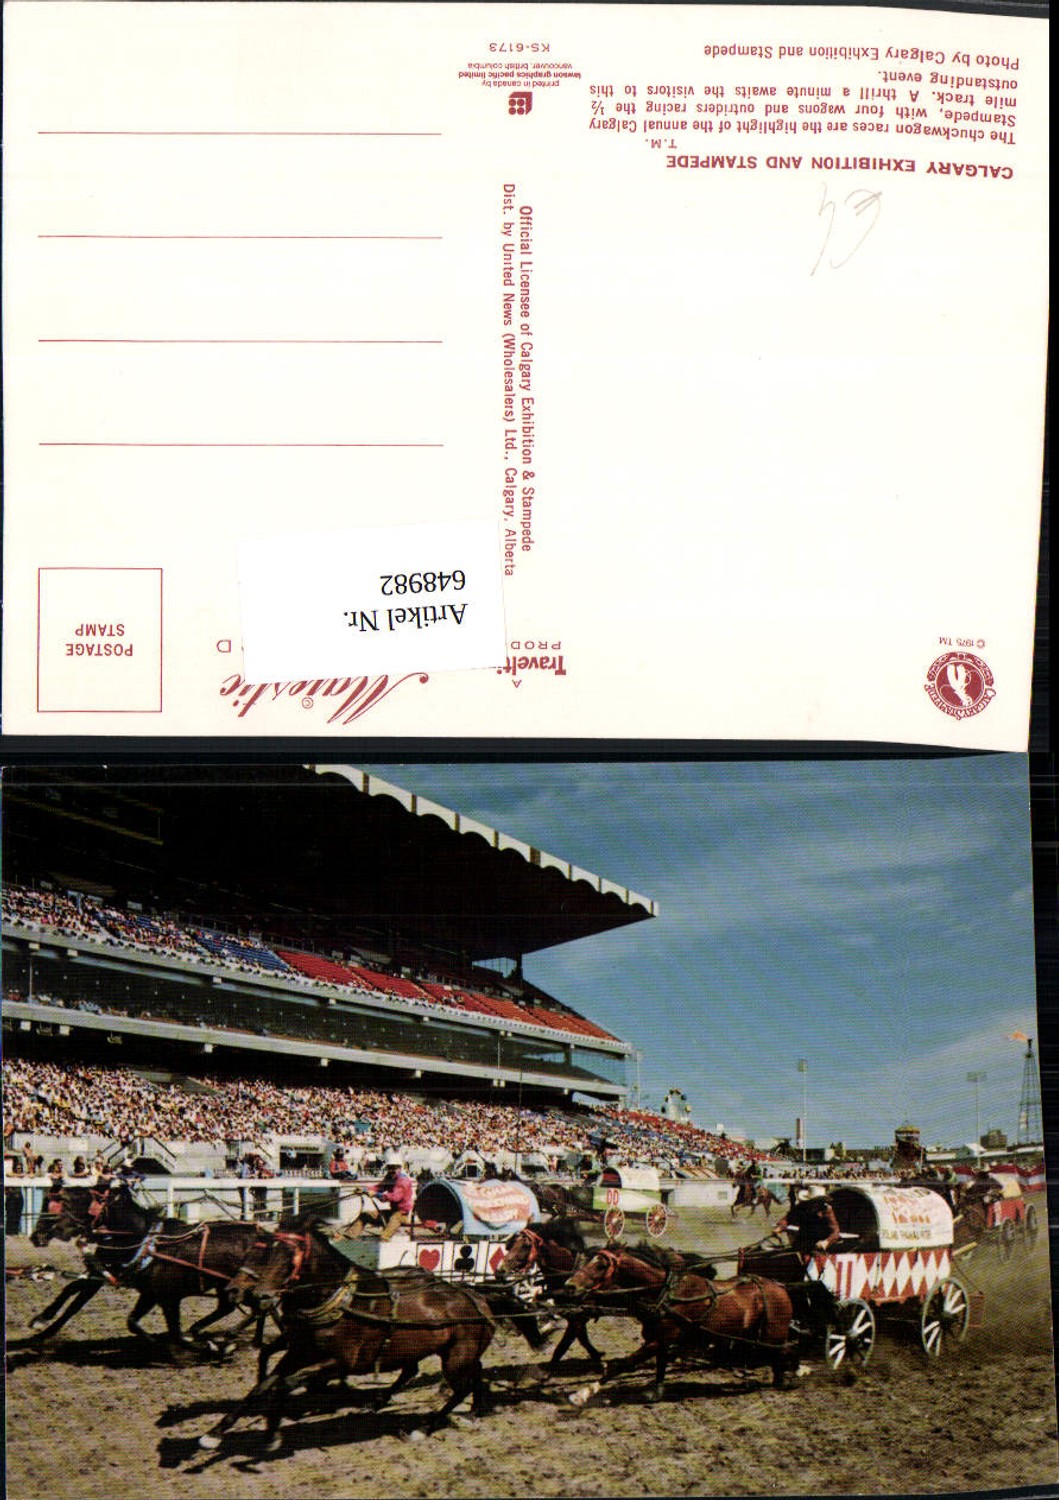 CALGARY EXHIBITION AND STAMPEDE
T.M.
The chuckwagon races are the highlight of the annual Calgary
Stampede, with four wagons and outriders racing the ½
mile track. A thrill a minute awaits the visitors to this
outstanding event.
Photo by Calgary Exhibition and Stampede
printed in canada by
lawson graphics pacific limited
vancouver, british columbia
KS-6173
Official Licensee of Calgary Exhibition & Stampede
Dist. by United News (Wholesalers) Ltd., Calgary, Alberta
POSTAGE
STAMP
Artikel Nr.
648982
©
Majestic
A
PROD
D
© 1975 TM
CALGARY STAMPEDE